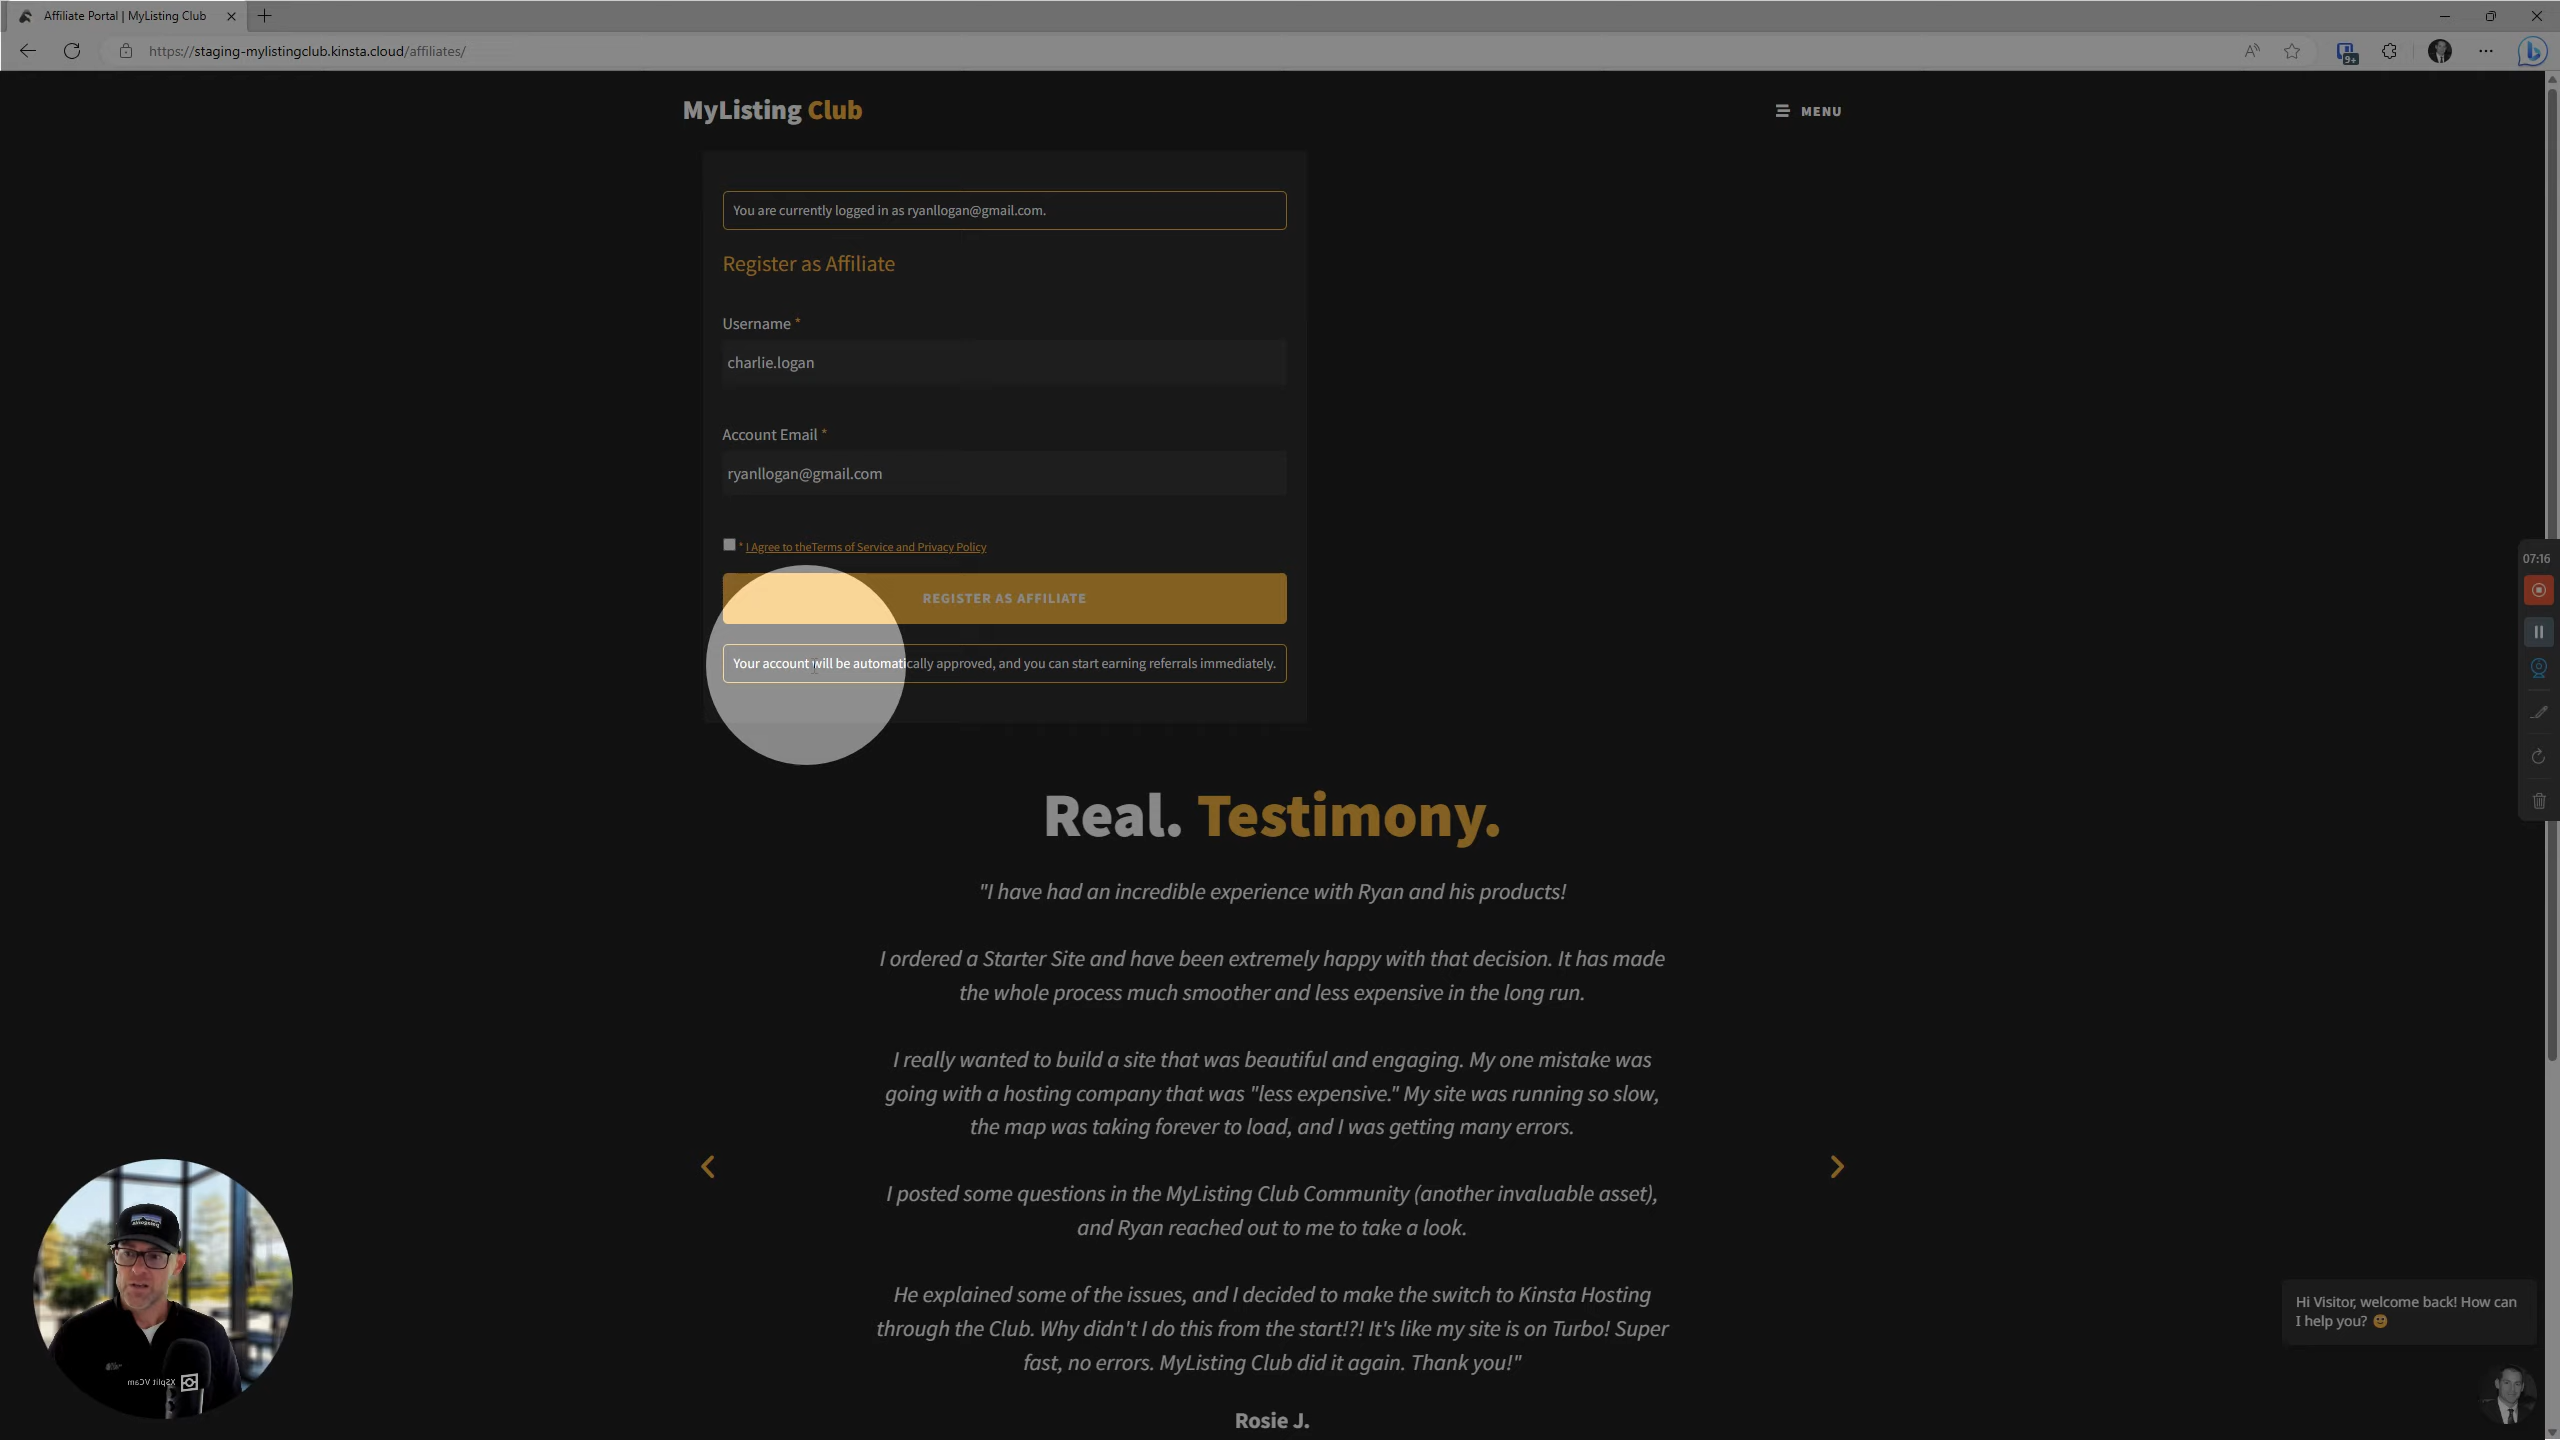 Affiliate Portal | MyListing Club
https://staging-mylistingclub.kinsta.cloud/affiliates/
9+
MyListing Club
MENU
You are currently logged in as ryanllogan@gmail.com.
Register as Affiliate
Username *
charlie.logan
Account Email *
ryanllogan@gmail.com
* I Agree to theTerms of Service and Privacy Policy
REGISTER AS AFFILIATE
Your account will be automatically approved, and you can start earning referrals immediately.
07:16
Real. Testimony.
"I have had an incredible experience with Ryan and his products!
I ordered a Starter Site and have been extremely happy with that decision. It has made
the whole process much smoother and less expensive in the long run.
I really wanted to build a site that was beautiful and engaging. My one mistake was
going with a hosting company that was "less expensive." My site was running so slow,
the map was taking forever to load, and I was getting many errors.
I posted some questions in the MyListing Club Community (another invaluable asset),
and Ryan reached out to me to take a look.
He explained some of the issues, and I decided to make the switch to Kinsta Hosting
through the Club. Why didn't I do this from the start!?! It's like my site is on Turbo! Super
fast, no errors. MyListing Club did it again. Thank you!"
Rosie J.
Hi Visitor, welcome back! How can
I help you?
XSplit VCam